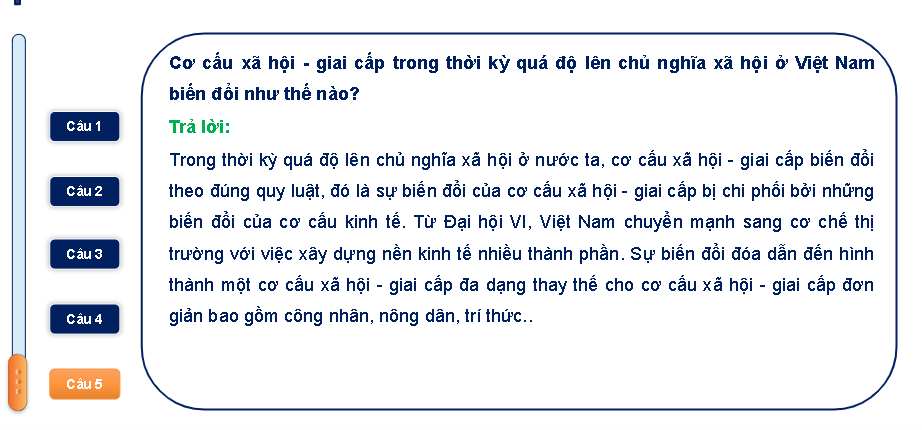 Cơ cấu xã hội - giai cấp trong thời kỳ quá độ lên chủ nghĩa xã hội ở Việt Nam
biến đổi như thế nào?
Trả lời:
Trong thời kỳ quá độ lên chủ nghĩa xã hội ở nước ta, cơ cấu xã hội - giai cấp biến đổi
theo đúng quy luật, đó là sự biến đổi của cơ cấu xã hội - giai cấp bị chi phối bởi những
biến đổi của cơ cấu kinh tế. Từ Đại hội VI, Việt Nam chuyển mạnh sang cơ chế thị
trường với việc xây dựng nền kinh tế nhiều thành phần. Sự biến đổi đóa dẫn đến hình
thành một cơ cấu xã hội - giai cấp đa dạng thay thế cho cơ cấu xã hội - giai cấp đơn
giản bao gồm công nhân, nông dân, trí thức..
Câu 1
Câu 2
Câu 3
Câu 4
Câu 5